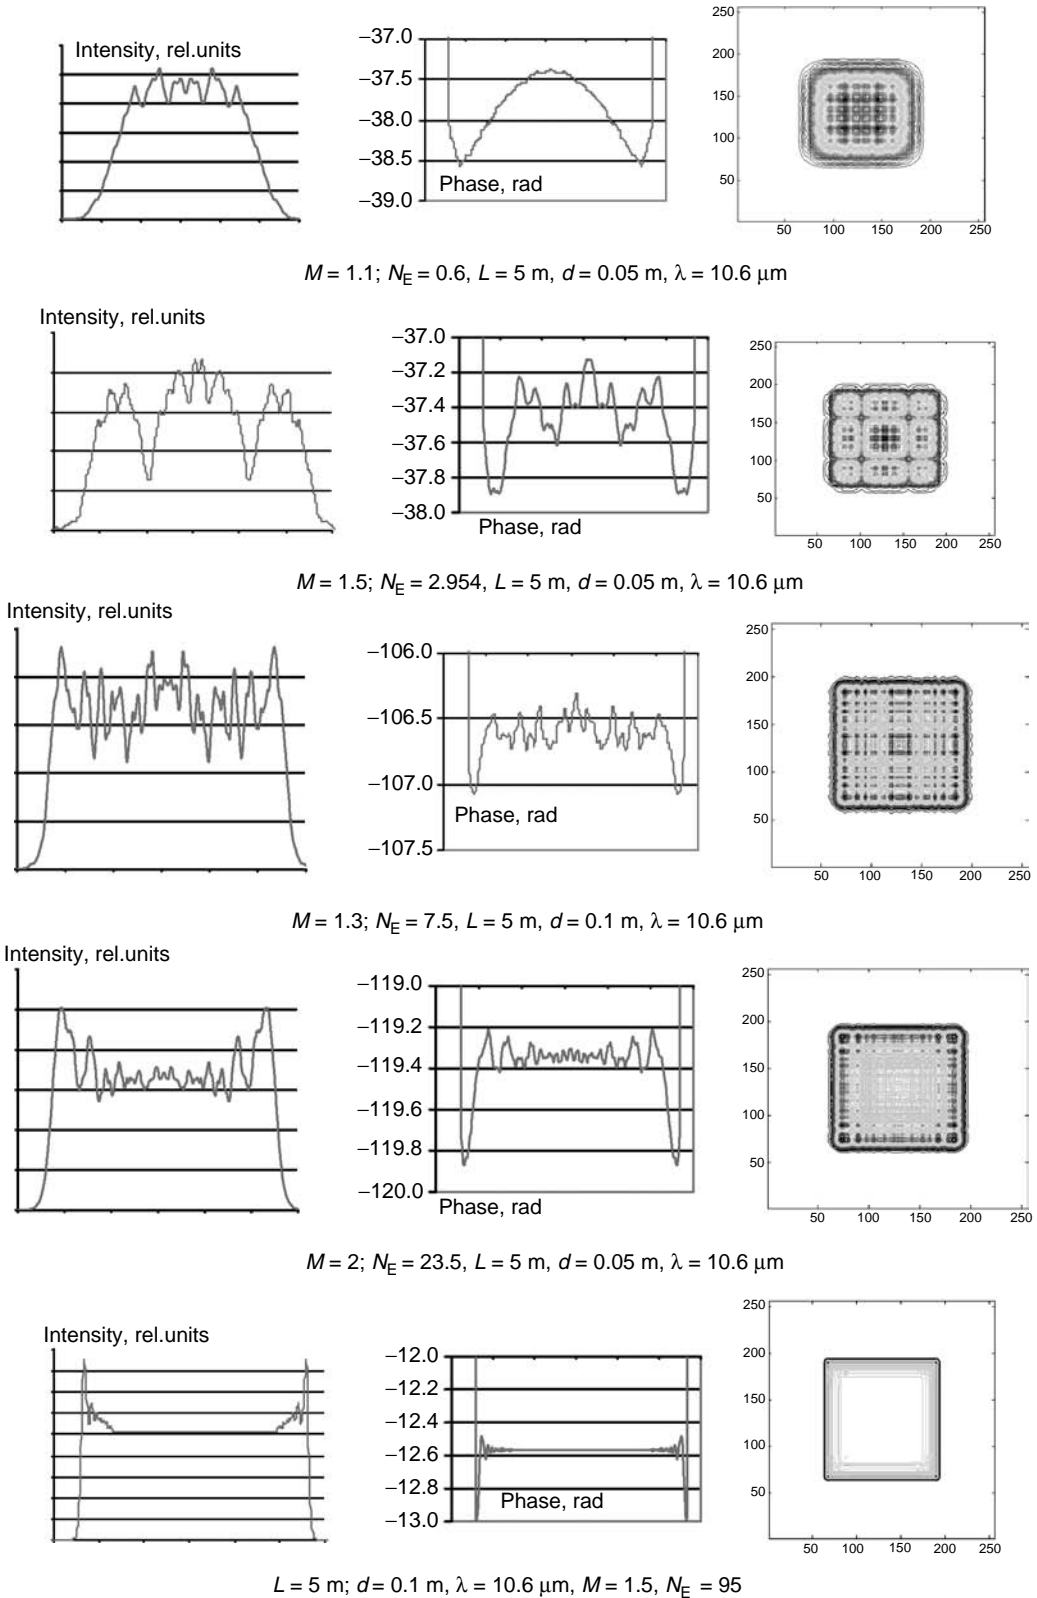 Intensity, rel.units
−37.0
−37.5
−38.0
−38.5
−39.0
Phase, rad
250
200
150
100
50
50 100 150 200 250
M = 1.1; N_E = 0.6, L = 5 m, d = 0.05 m, λ = 10.6 μm
Intensity, rel.units
−37.0
−37.2
−37.4
−37.6
−37.8
−38.0
Phase, rad
250
200
150
100
50
50 100 150 200 250
M = 1.5; N_E = 2.954, L = 5 m, d = 0.05 m, λ = 10.6 μm
Intensity, rel.units
−106.0
−106.5
−107.0
−107.5
Phase, rad
250
200
150
100
50
50 100 150 200 250
M = 1.3; N_E = 7.5, L = 5 m, d = 0.1 m, λ = 10.6 μm
Intensity, rel.units
−119.0
−119.2
−119.4
−119.6
−119.8
−120.0
Phase, rad
250
200
150
100
50
50 100 150 200 250
M = 2; N_E = 23.5, L = 5 m, d = 0.05 m, λ = 10.6 μm
Intensity, rel.units
−12.0
−12.2
−12.4
−12.6
−12.8
−13.0
Phase, rad
250
200
150
100
50
50 100 150 200 250
L = 5 m; d = 0.1 m, λ = 10.6 μm, M = 1.5, N_E = 95